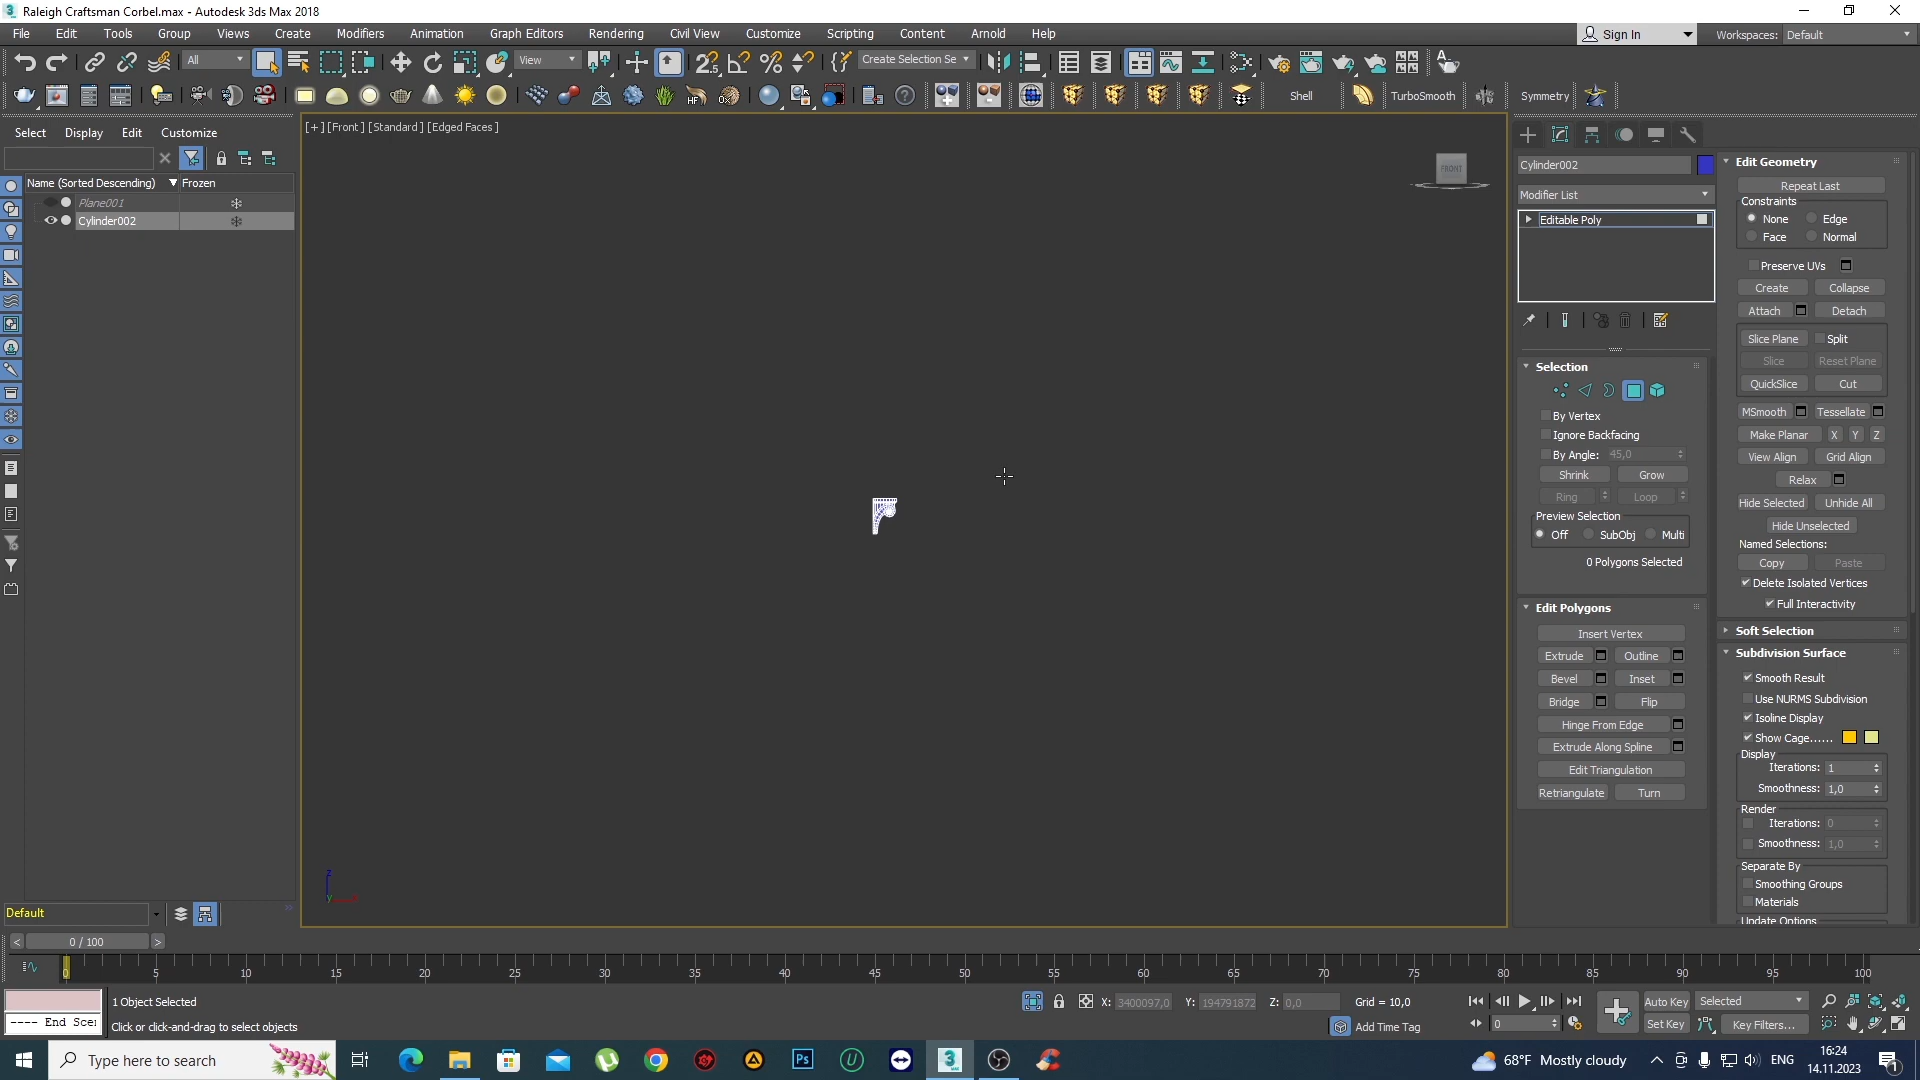 Raleigh Craftsman Corbel.max - Autodesk 3ds Max 2018
File Edit Tools Group Views Create Modifiers Animation Graph Editors Rendering Civil View Customize Scripting Content Arnold Help
Sign In Workspaces: Default
All View Create Selection Se
HF Shell TurboSmooth Symmetry
Select Display Edit Customize
Name (Sorted Descending) Frozen
Plane001
Cylinder002
[+] [Front] [Standard] [Edged Faces]
FRONT
Cylinder002
Modifier List
Editable Poly
Selection
By Vertex
Ignore Backfacing
By Angle: 45,0
Shrink Grow
Ring Loop
Preview Selection
Off SubObj Multi
0 Polygons Selected
Edit Polygons
Insert Vertex
Extrude Outline
Bevel Inset
Bridge Flip
Hinge From Edge
Extrude Along Spline
Edit Triangulation
Retriangulate Turn
Edit Geometry
Repeat Last
Constraints
None Edge
Face Normal
Preserve UVs
Create Collapse
Attach Detach
Slice Plane Split
Slice Reset Plane
QuickSlice Cut
MSmooth Tessellate
Make Planar X Y Z
View Align Grid Align
Relax
Hide Selected Unhide All
Hide Unselected
Named Selections:
Copy Paste
Delete Isolated Vertices
Full Interactivity
Soft Selection
Subdivision Surface
Smooth Result
Use NURMS Subdivision
Isoline Display
Show Cage......
Display
Iterations: 1
Smoothness: 1,0
Render
Iterations: 0
Smoothness: 1,0
Separate By
Smoothing Groups
Materials
Update Options
z
y
Default
< 0 / 100 >
0 5 10 15 20 25 30 35 40 45 50 55 60 65 70 75 80 85 90 95 100
1 Object Selected X: 3400097,0 Y: 194791872 Z: 0,0 Grid = 10,0 Auto Key Selected
---- End Sce Click or click-and-drag to select objects Add Time Tag 0 Set Key Key Filters...
Type here to search Ps 3 MAX 68°F Mostly cloudy ENG 16:24
14.11.2023 1